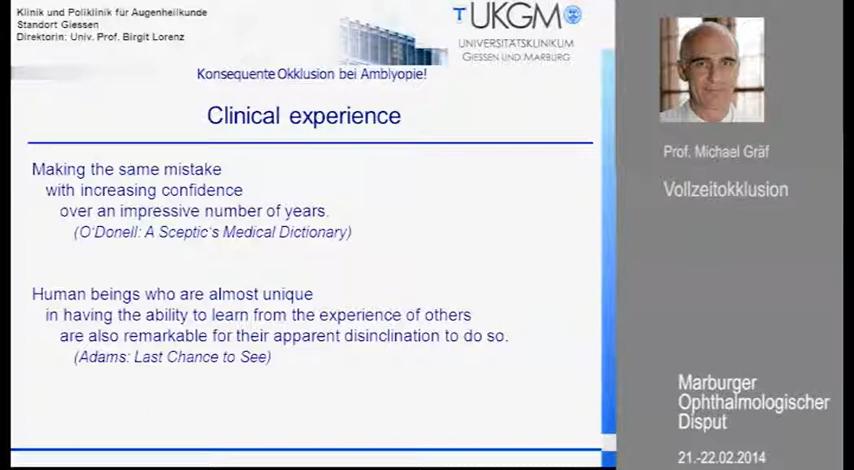 Klinik und Poliklinik für Augenheilkunde
Standort Giessen
Direktorin: Univ. Prof. Birgit Lorenz
UKGM
UNIVERSITÄTSKLINIKUM
GIESSEN UND MARBURG
Konsequente Okklusion bei Amblyopie!
Clinical experience
Making the same mistake
with increasing confidence
over an impressive number of years.
(O'Donell: A Sceptic's Medical Dictionary)
Human beings who are almost unique
in having the ability to learn from the experience of others
are also remarkable for their apparent disinclination to do so.
(Adams: Last Chance to See)
Prof. Michael Gräf
Vollzeitokklusion
Marburger
Ophthalmologischer
Disput
21.-22.02.2014